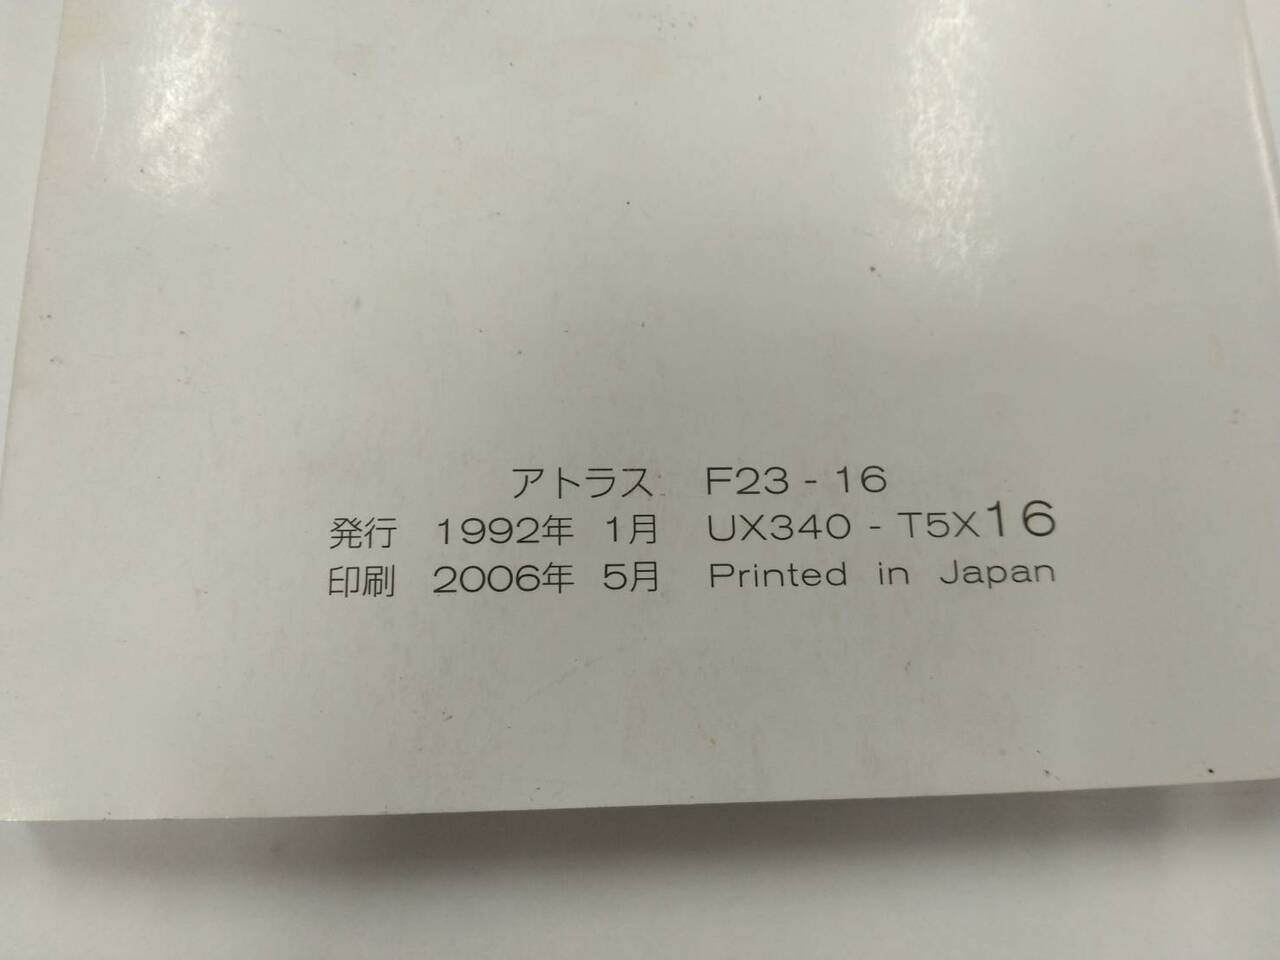 アトラス F23-16
発行 1992年 1月 UX340-T5X16
印刷 2006年 5月 Printed in Japan